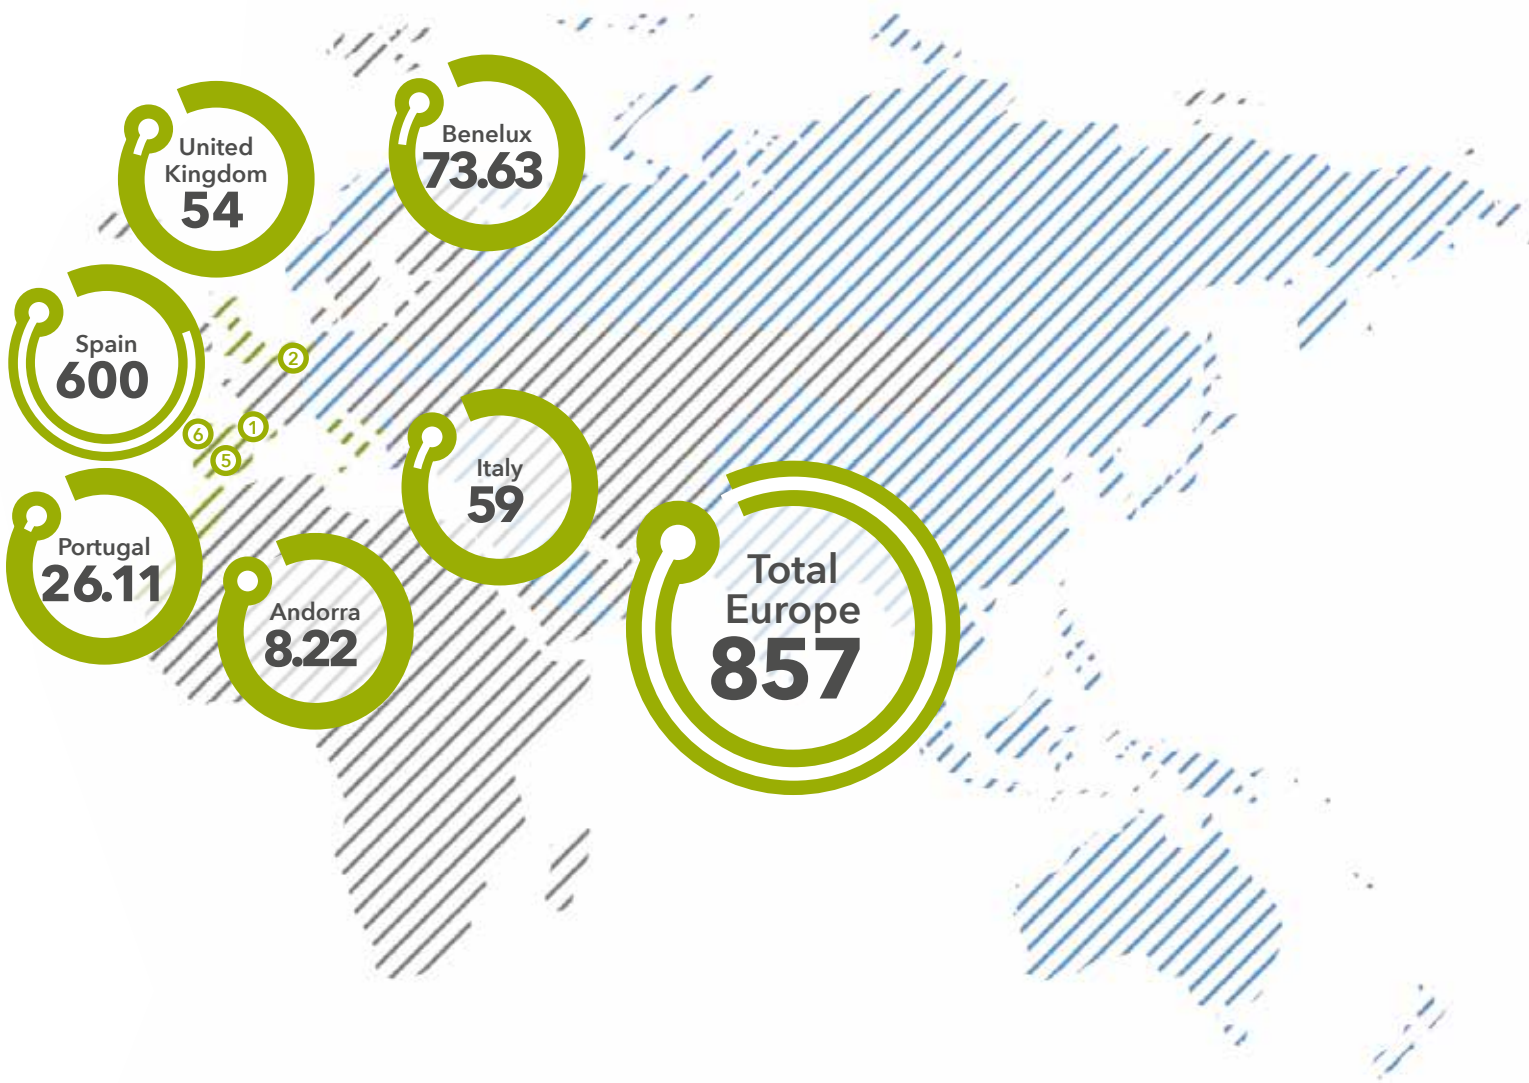 Benelux
73.63
United
Kingdom
54
Spain
600
2
6
1
5
Italy
59
Portugal
26.11
Andorra
8.22
Total
Europe
857